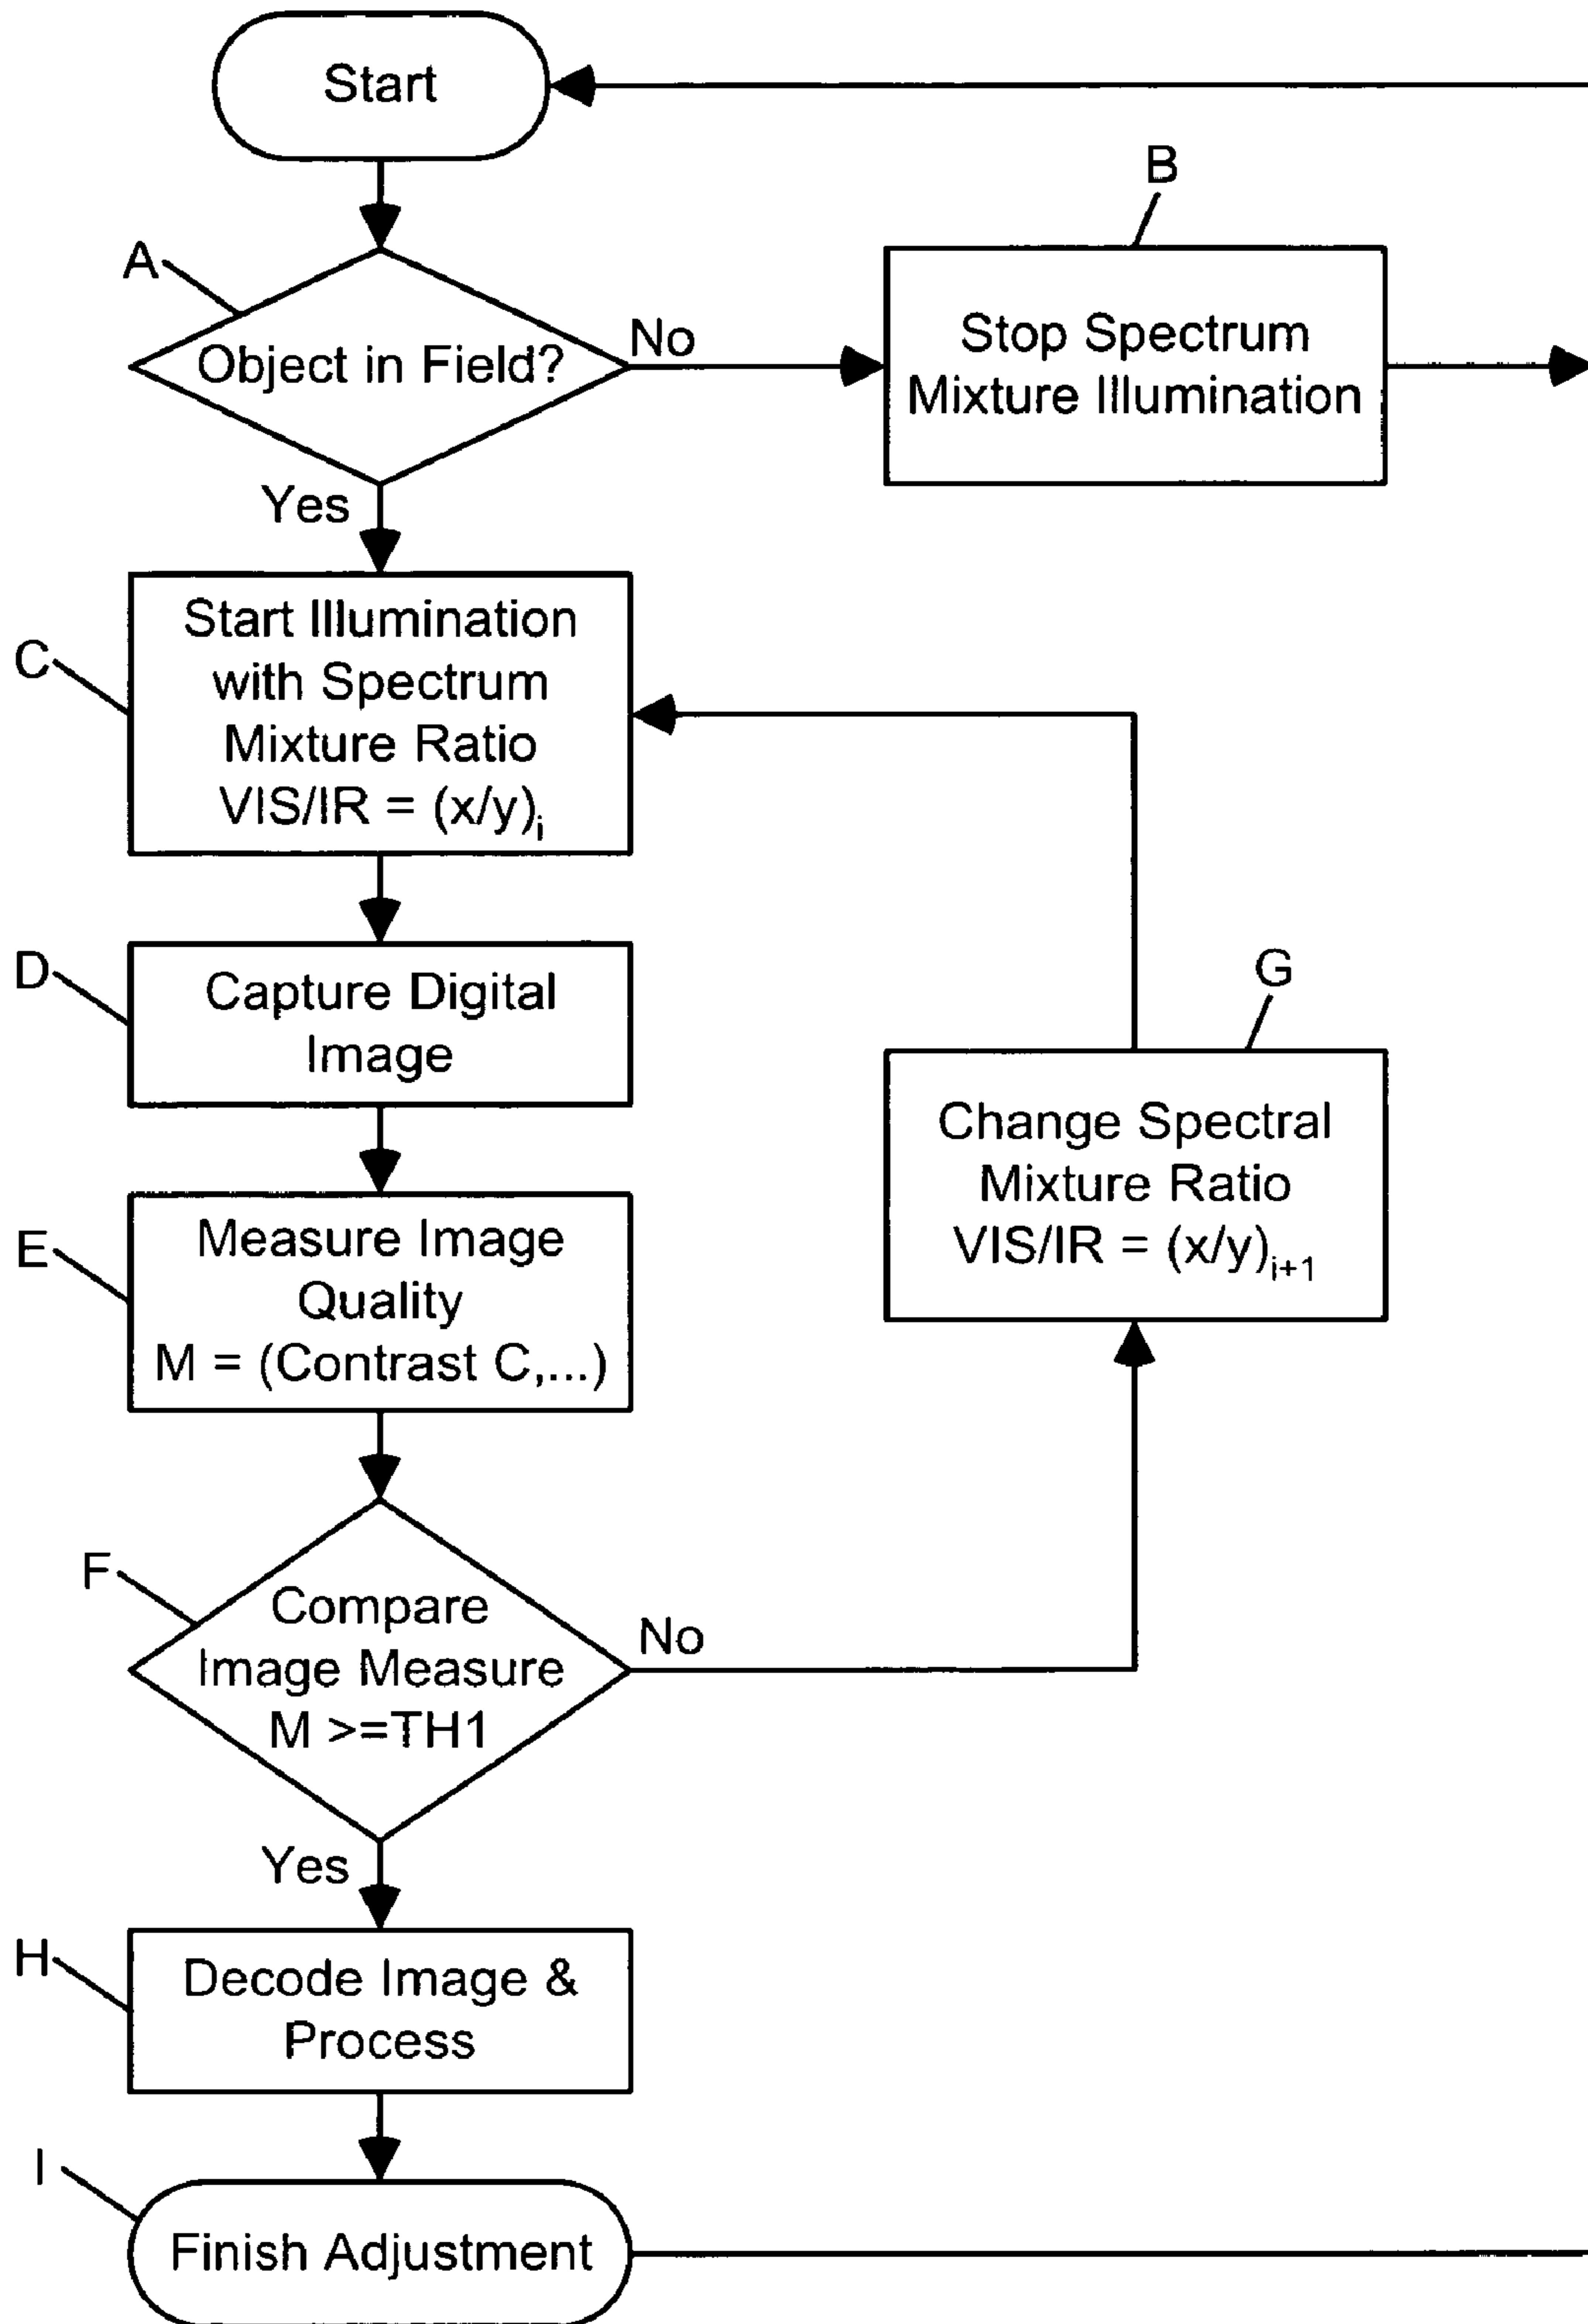 Start
B
A
Object in Field?
No
Stop Spectrum
Mixture Illumination
Yes
C
Start Illumination
with Spectrum
Mixture Ratio
VIS/IR = (x/y)i
D
Capture Digital
Image
G
Change Spectral
Mixture Ratio
VIS/IR = (x/y)i+1
E
Measure Image
Quality
M = (Contrast C,...)
F
Compare
Image Measure
M >=TH1
No
Yes
H
Decode Image &
Process
I
Finish Adjustment